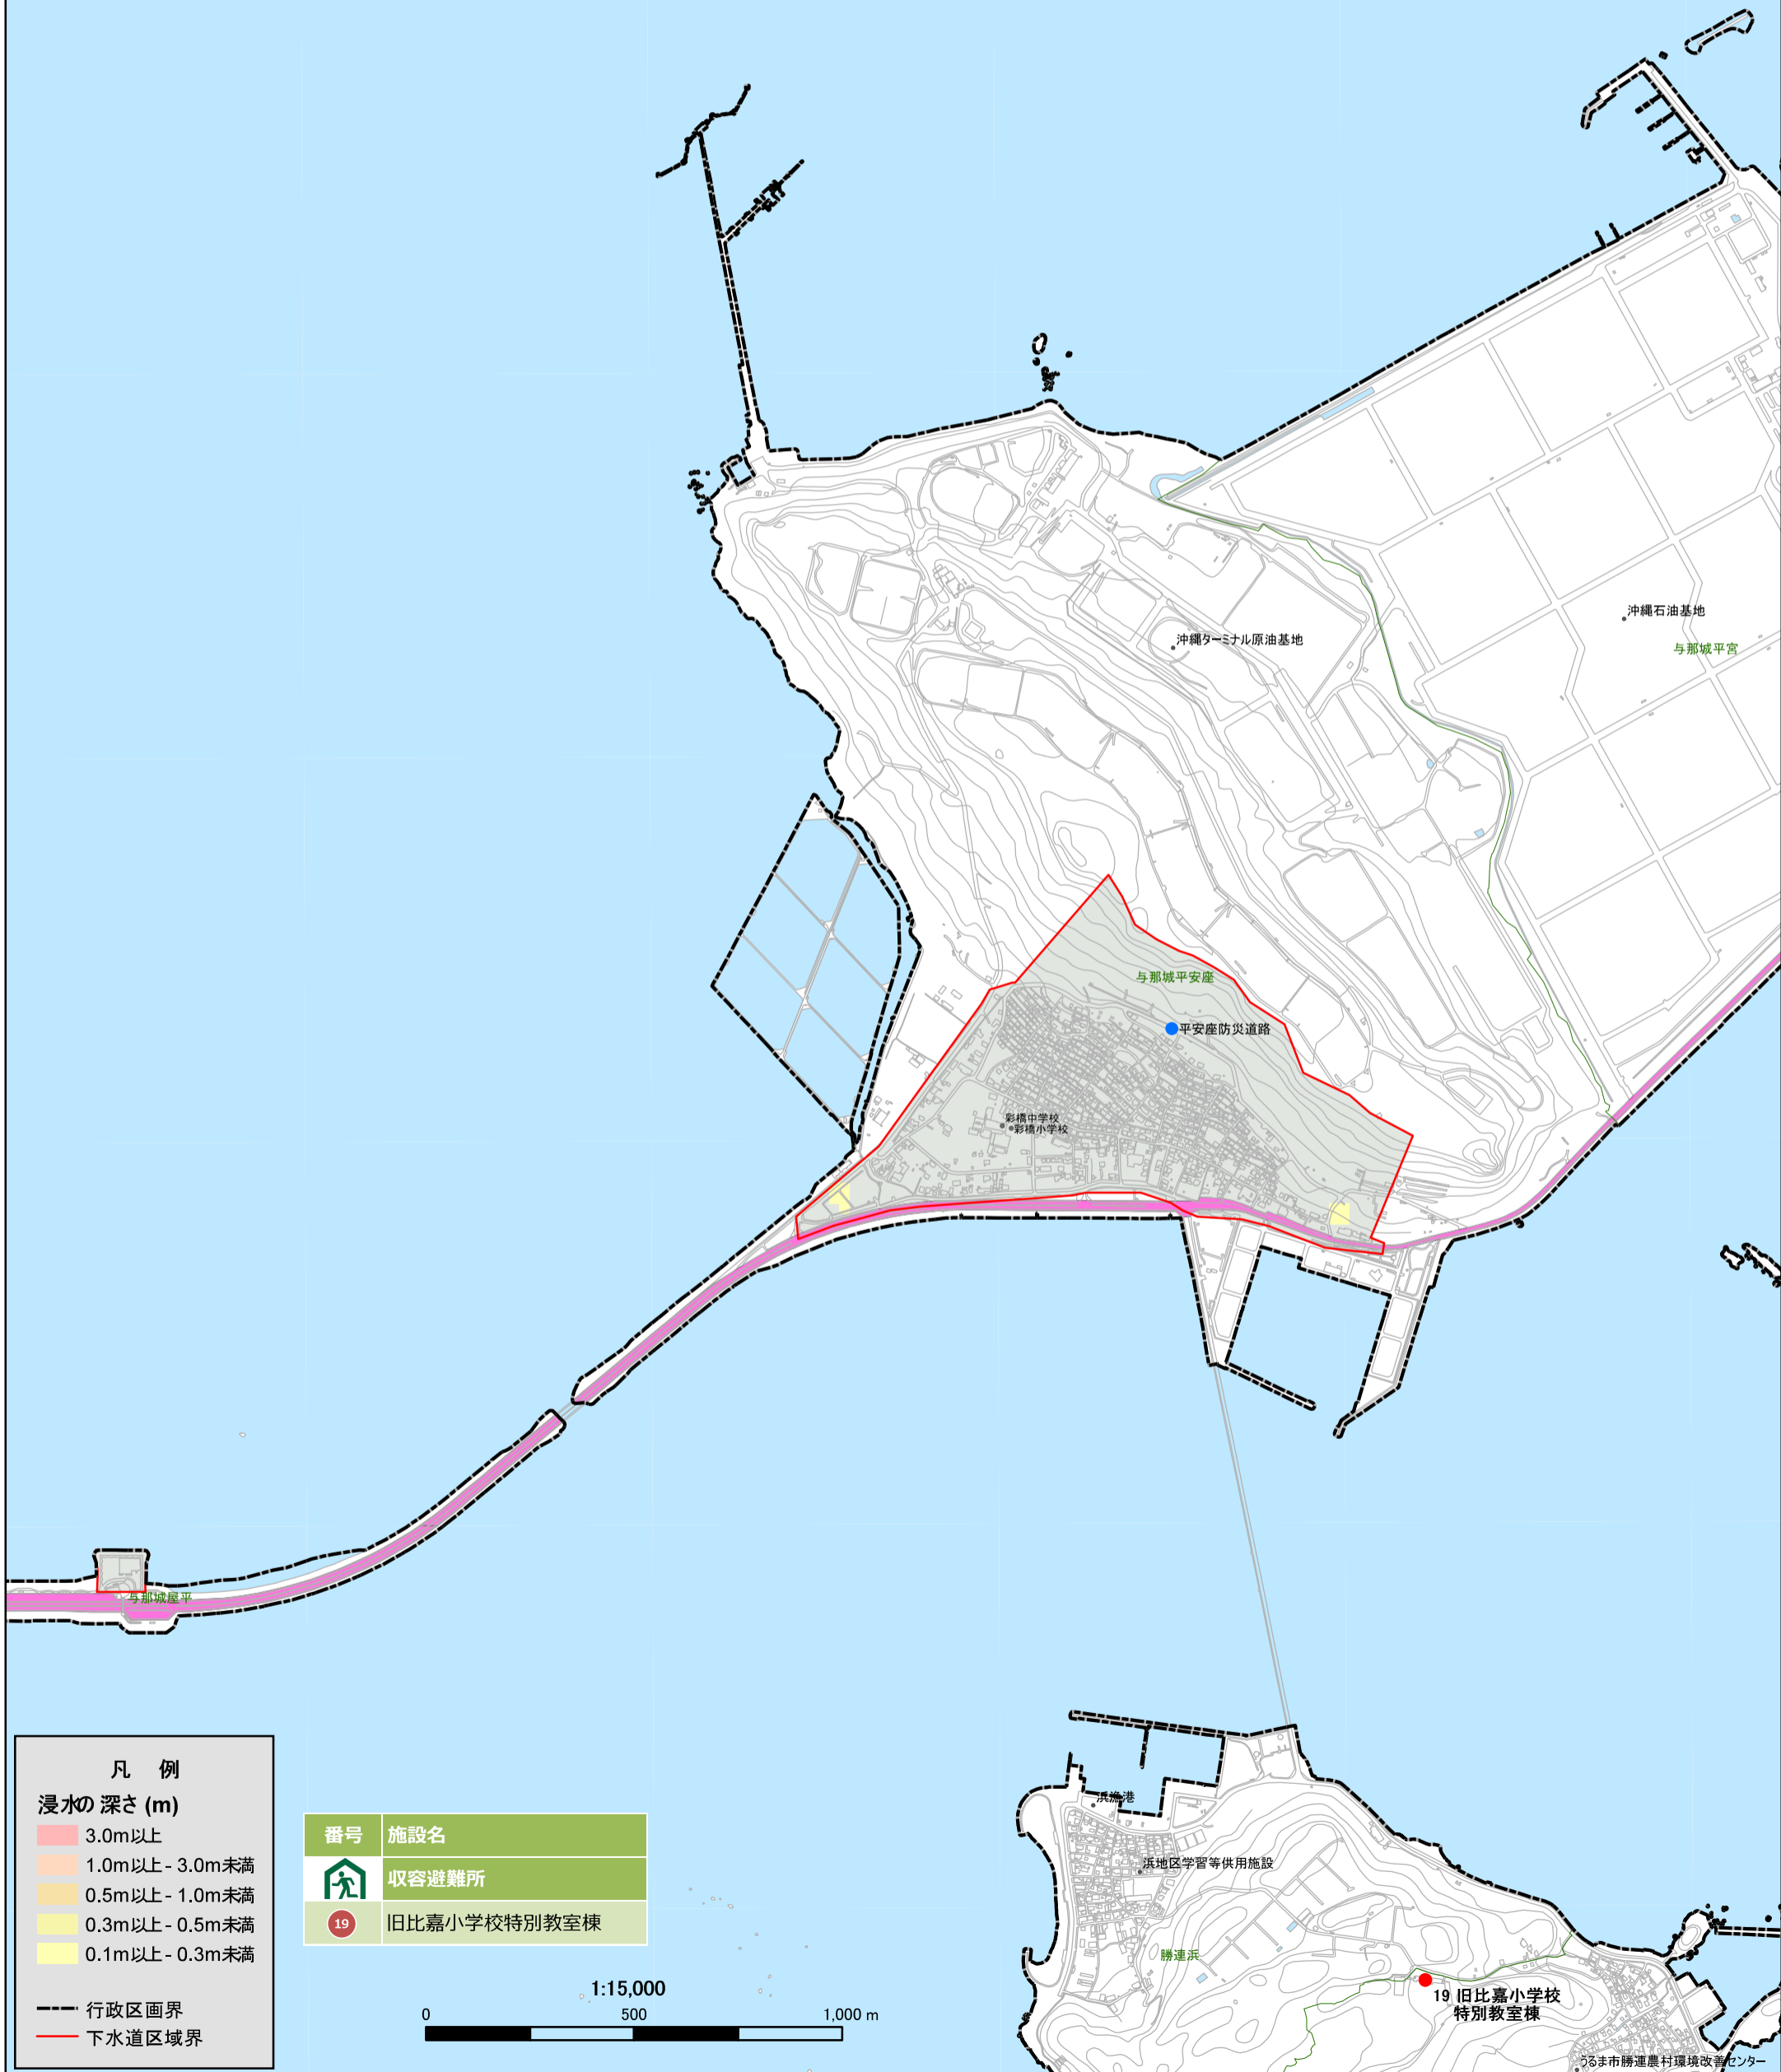 沖縄石油基地
与那城平宮
沖縄ターミナル原油基地
与那城平安座
平安座防災道路
彩橋中学校
彩橋小学校
与那城屋平
凡 例
浸水の深さ (m)
3.0m以上
1.0m以上 - 3.0m未満
0.5m以上 - 1.0m未満
0.3m以上 - 0.5m未満
0.1m以上 - 0.3m未満
行政区画界
下水道区域界
番号 施設名
収容避難所
19 旧比嘉小学校特別教室棟
1:15,000
0 500 1,000 m
浜漁港
浜地区学習等供用施設
勝連浜
19 旧比嘉小学校
特別教室棟
うるま市勝連農村環境改善センター